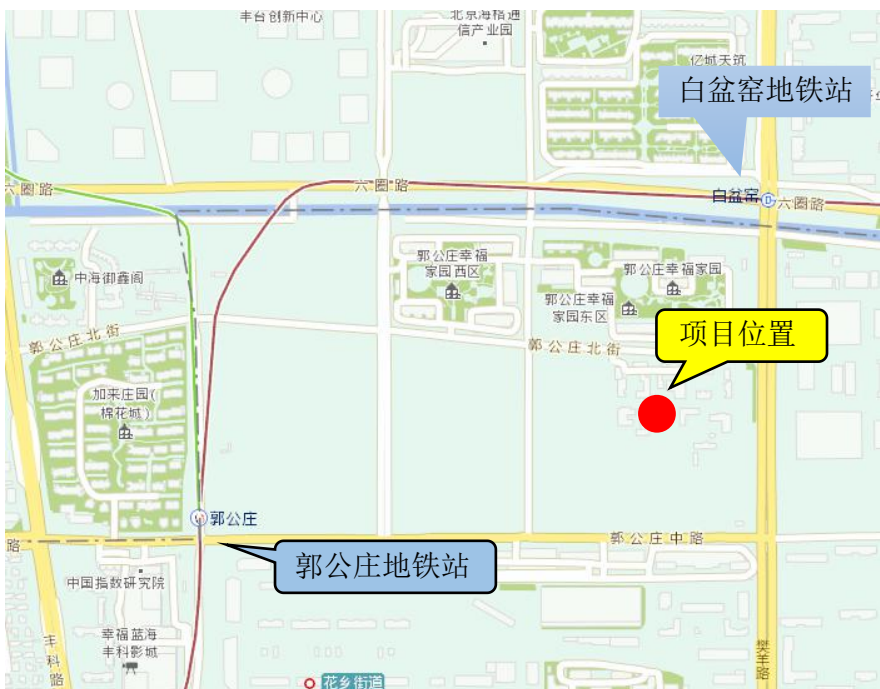 丰台创新中心
北京海格通
信产业园
亿城天筑
白盆窑地铁站
六圈路
六圈路
白盆窑
六圈路
郭公庄幸福
家园西区
郭公庄幸福家园
中海御鑫阁
郭公庄幸福
家园东区
郭公庄北街
郭公庄北街
项目位置
加来庄园(
棉花城)
郭公庄
路
郭公庄中路
郭公庄地铁站
中国指数研究院
幸福蓝海
丰科影城
丰科路
樊羊路
花乡街道